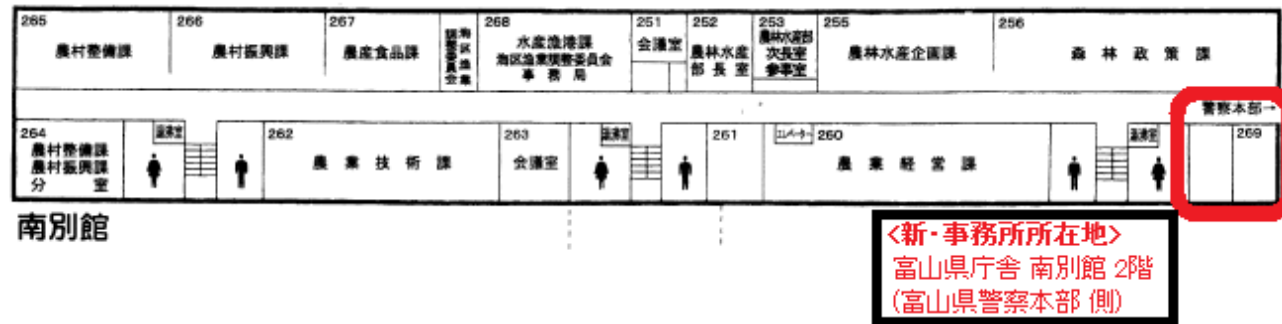 265
農村整備課
266
農村振興課
267
農産食品課
海区漁業
調整委員会
268
水産漁港課
海区漁業調整委員会
事務局
251
会議室
252
農林水産
部長室
253
農林水産部
次長室
参事室
255
農林水産企画課
256
森林政策課
警察本部→
264
農村整備課
農村振興課
分室
湯沸室
262
農業技術課
263
会議室
湯沸室
261
エレベーター
260
農業経営課
湯沸室
269
南別館
<新・事務所所在地>
富山県庁舎 南別館 2階
(富山県警察本部 側)